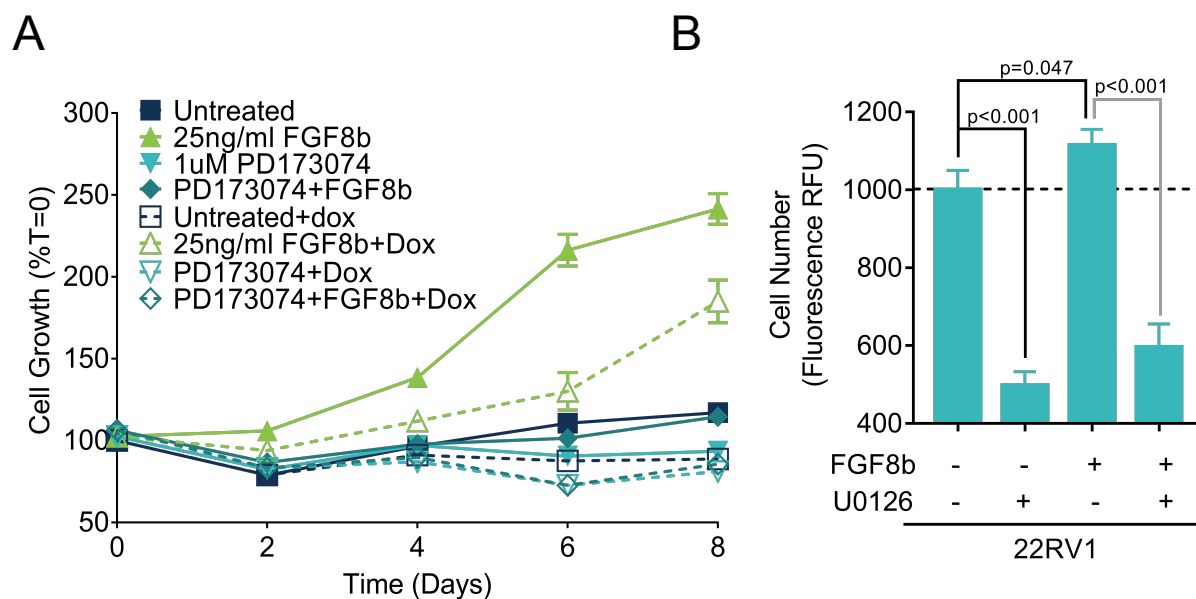 A
Cell Growth (%T=0)
300
250
200
150
100
50
Untreated
25ng/ml FGF8b
1uM PD173074
PD173074+FGF8b
Untreated+dox
25ng/ml FGF8b+Dox
PD173074+Dox
PD173074+FGF8b+Dox
0 2 4 6 8
Time (Days)
B
Cell Number
(Fluorescence RFU)
1200
1000
800
600
400
p=0.047
p<0.001
p<0.001
FGF8b - - + +
U0126 - + - +
22RV1